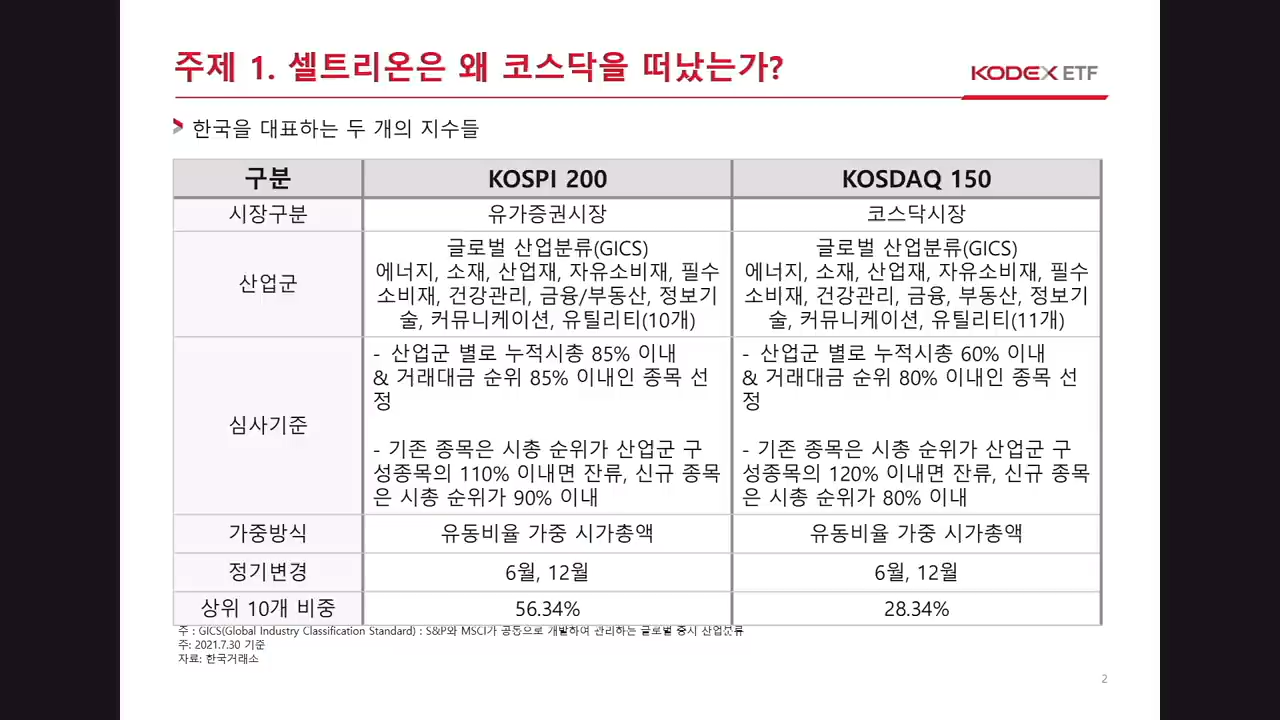 주제 1. 셀트리온은 왜 코스닥을 떠났는가?
KODEX ETF
한국을 대표하는 두 개의 지수들
구분 KOSPI 200 KOSDAQ 150
시장구분 유가증권시장 코스닥시장
산업군
글로벌 산업분류(GICS)
에너지, 소재, 산업재, 자유소비재, 필수
소비재, 건강관리, 금융/부동산, 정보기
술, 커뮤니케이션, 유틸리티(10개)
글로벌 산업분류(GICS)
에너지, 소재, 산업재, 자유소비재, 필수
소비재, 건강관리, 금융, 부동산, 정보기
술, 커뮤니케이션, 유틸리티(11개)
심사기준
- 산업군 별로 누적시총 85% 이내
& 거래대금 순위 85% 이내인 종목 선
정
- 기존 종목은 시총 순위가 산업군 구
성종목의 110% 이내면 잔류, 신규 종목
은 시총 순위가 90% 이내
- 산업군 별로 누적시총 60% 이내
& 거래대금 순위 80% 이내인 종목 선
정
- 기존 종목은 시총 순위가 산업군 구
성종목의 120% 이내면 잔류, 신규 종목
은 시총 순위가 80% 이내
가중방식 유동비율 가중 시가총액 유동비율 가중 시가총액
정기변경 6월, 12월 6월, 12월
상위 10개 비중 56.34% 28.34%
주 : GICS(Global Industry Classification Standard) : S&P와 MSCI가 공동으로 개발하여 관리하는 글로벌 증시 산업분류
주: 2021.7.30 기준
자료: 한국거래소
2